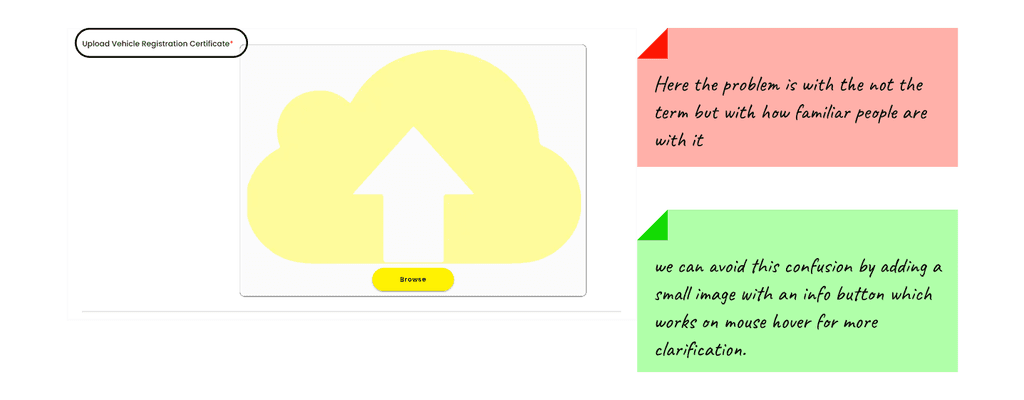 Upload Vehicle Registration Certificate*
Browse
Here the problem is with the not the
term but with how familiar people are
with it
we can avoid this confusion by adding a
small image with an info button which
works on mouse hover for more
clarification.